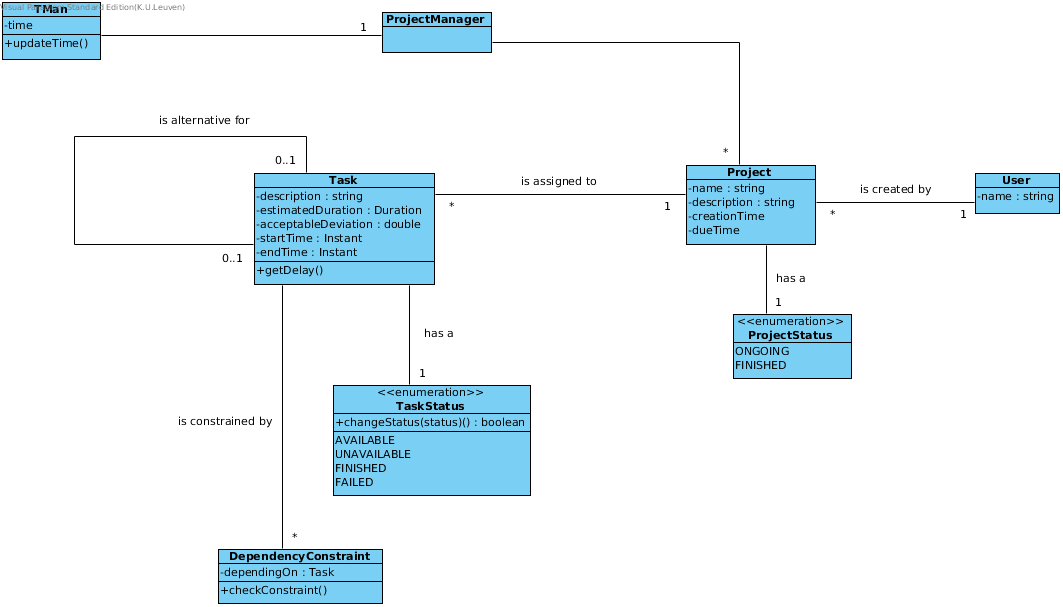 Visual Paradigm Standard Edition(K.U.Leuven)
TMan
-time
+updateTime()
1
ProjectManager
*
is alternative for
0..1
0..1
Task
-description : string
-estimatedDuration : Duration
-acceptableDeviation : double
-startTime : Instant
-endTime : Instant
+getDelay()
is assigned to
*
1
Project
-name : string
-description : string
-creationTime
-dueTime
is created by
*
1
User
-name : string
has a
1
<<enumeration>>
ProjectStatus
ONGOING
FINISHED
has a
1
<<enumeration>>
TaskStatus
+changeStatus(status)() : boolean
AVAILABLE
UNAVAILABLE
FINISHED
FAILED
is constrained by
*
DependencyConstraint
-dependingOn : Task
+checkConstraint()